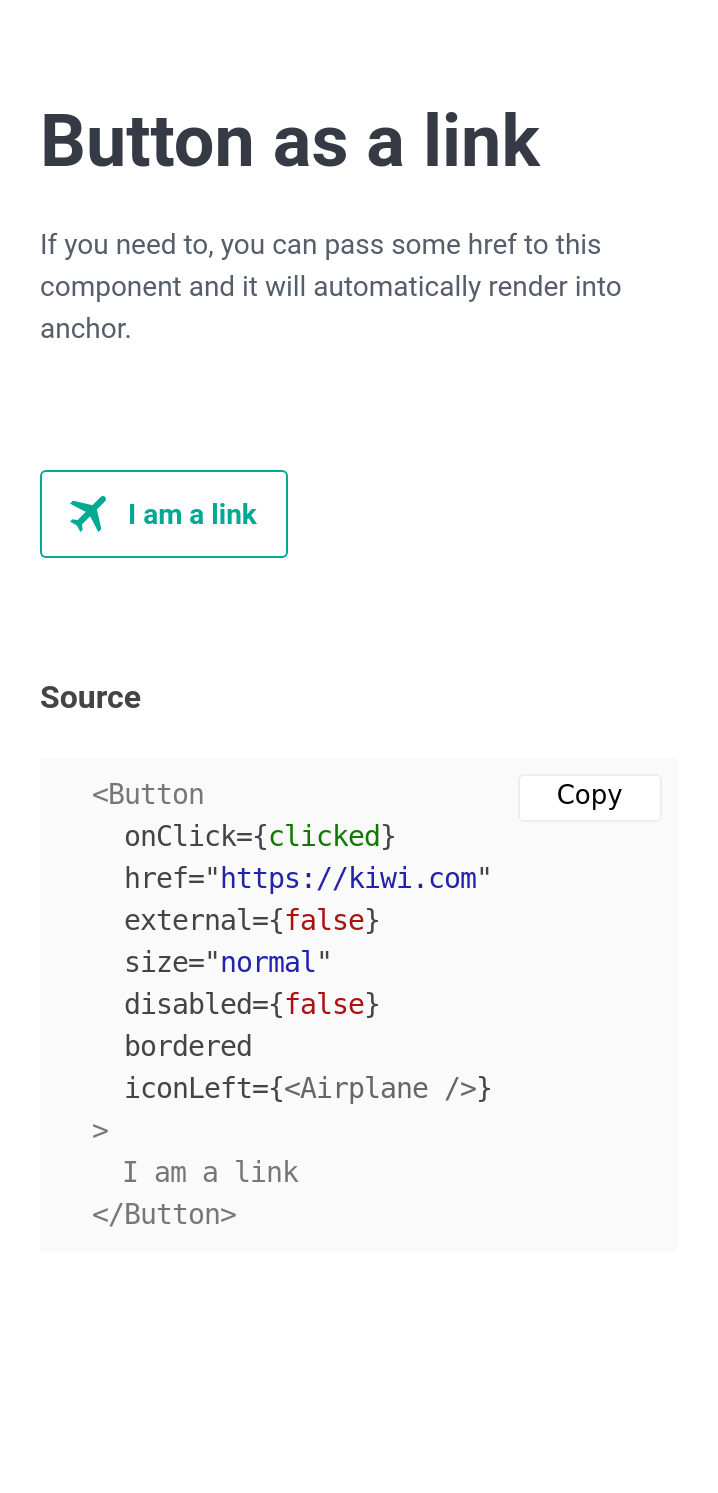 Button as a link
If you need to, you can pass some href to this
component and it will automatically render into
anchor.
I am a link
Source
Copy
<Button
  onClick={clicked}
  href="https://kiwi.com"
  external={false}
  size="normal"
  disabled={false}
  bordered
  iconLeft={<Airplane />}
>
  I am a link
</Button>